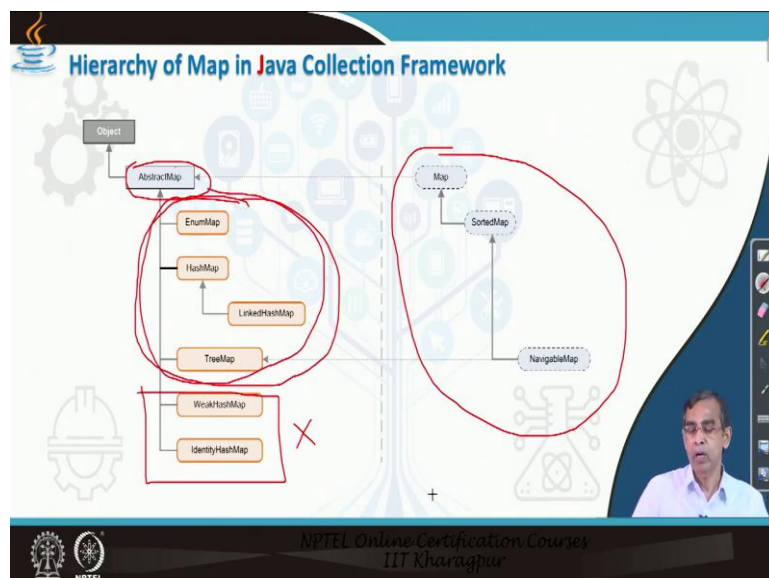 Hierarchy of Map in Java Collection Framework
Object
AbstractMap
Map
EnumMap
SortedMap
HashMap
LinkedHashMap
TreeMap
NavigableMap
WeakHashMap
X
IdentityHashMap
NPTEL Online Certification Courses
IIT Kharagpur
NPTEL